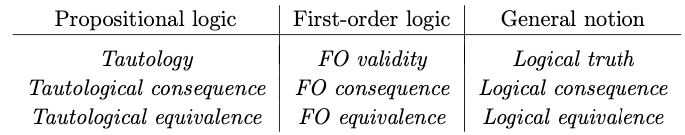 Propositional logic First-order logic General notion
Tautology FO validity Logical truth
Tautological consequence FO consequence Logical consequence
Tautological equivalence FO equivalence Logical equivalence